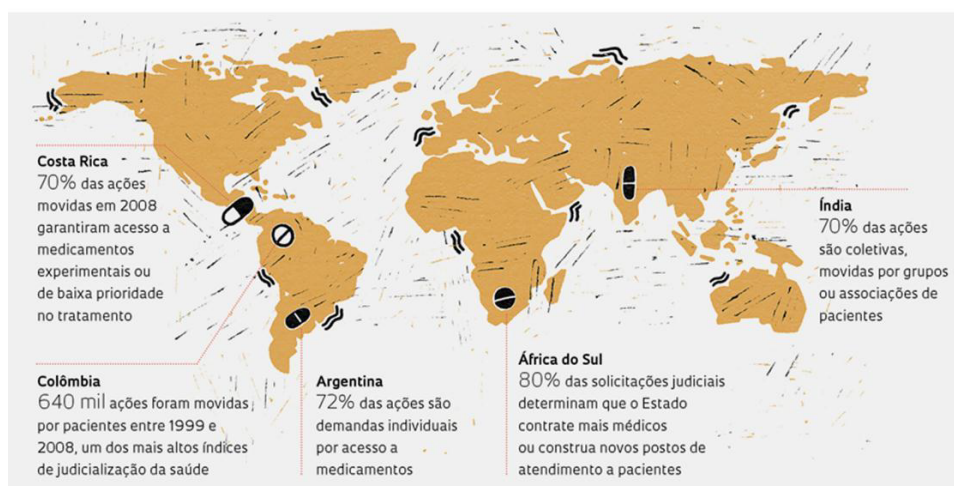 Costa Rica
70% das ações
movidas em 2008
garantiram acesso a
medicamentos
experimentais ou
de baixa prioridade
no tratamento
Índia
70% das ações
são coletivas,
movidas por grupos
ou associações de
pacientes
Colômbia
640 mil ações foram movidas
por pacientes entre 1999 e
2008, um dos mais altos índices
de judicialização da saúde
Argentina
72% das ações são
demandas individuais
por acesso a
medicamentos
África do Sul
80% das solicitações judiciais
determinam que o Estado
contrate mais médicos
ou construa novos postos de
atendimento a pacientes